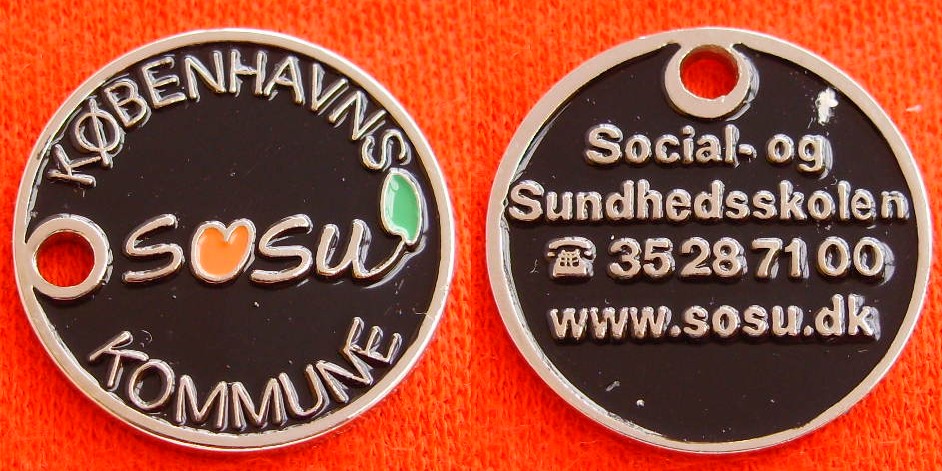 KØBENHAVNS
SOSU
KOMMUNE
Social- og
Sundhedsskolen
☎ 35 28 71 00
www.sosu.dk